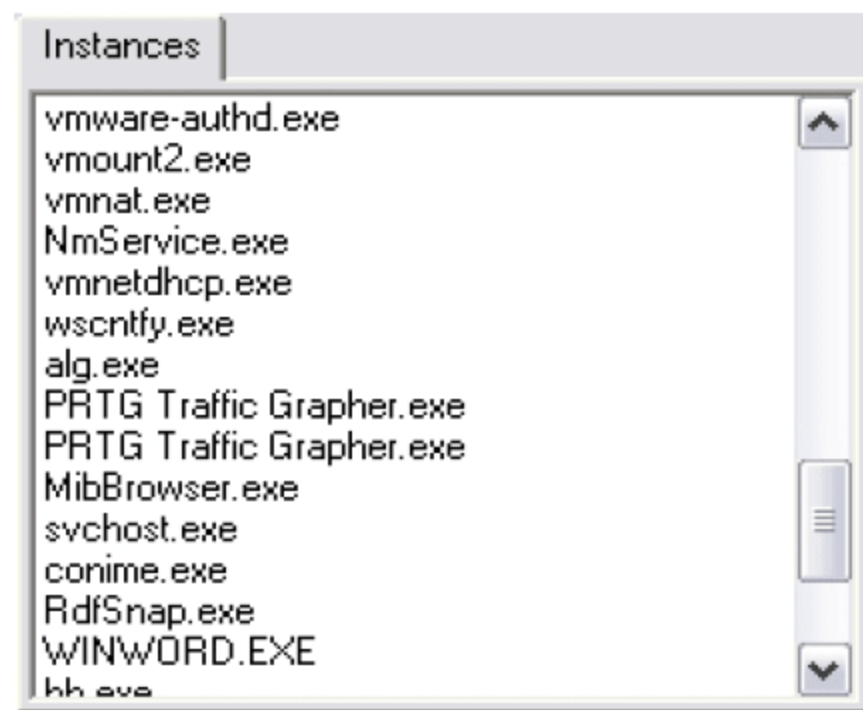 Instances
vmware-authd.exe
vmount2.exe
vmnat.exe
NmService.exe
vmnetdhcp.exe
wscntfy.exe
alg.exe
PRTG Traffic Grapher.exe
PRTG Traffic Grapher.exe
MibBrowser.exe
svchost.exe
conime.exe
RdfSnap.exe
WINWORD.EXE